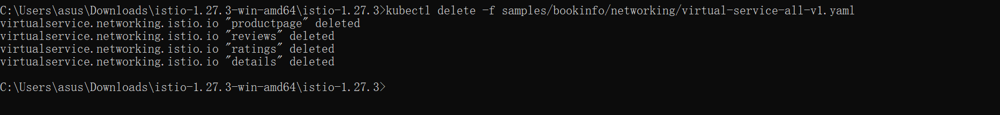 C:\Users\asus\Downloads\istio-1.27.3-win-amd64\istio-1.27.3>kubectl delete -f samples/bookinfo/networking/virtual-service-all-v1.yaml
virtualservice.networking.istio.io "productpage" deleted
virtualservice.networking.istio.io "reviews" deleted
virtualservice.networking.istio.io "ratings" deleted
virtualservice.networking.istio.io "details" deleted
C:\Users\asus\Downloads\istio-1.27.3-win-amd64\istio-1.27.3>